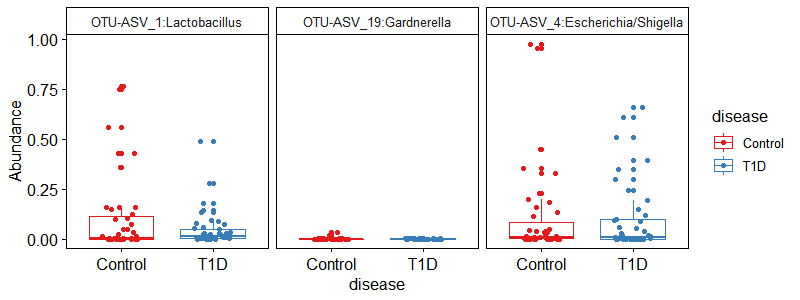 OTU-ASV_1:Lactobacillus
OTU-ASV_19:Gardnerella
OTU-ASV_4:Escherichia/Shigella
1.00
0.75
0.50
0.25
0.00
Abundance
Control
T1D
Control
T1D
Control
T1D
disease
disease
Control
T1D